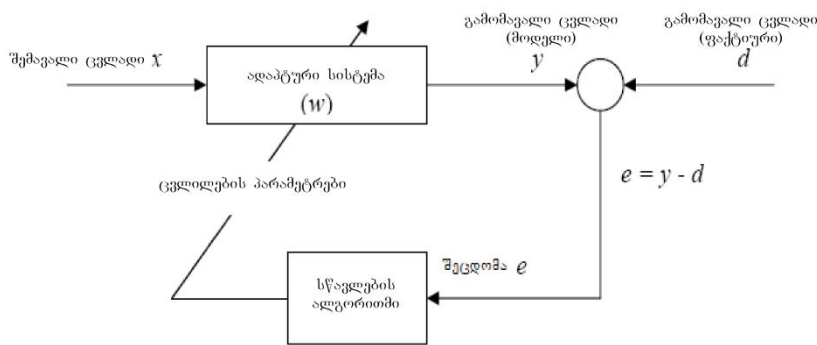 შემავალი ცვლადი x
ადაპტური სისტემა
(w)
გამომავალი ცვლადი
(მოდელი)
y
გამომავალი ცვლადი
(ფაქტიური)
d
ცვლილების პარამეტრები
e = y - d
სწავლების
ალგორითმი
შეცდომა e